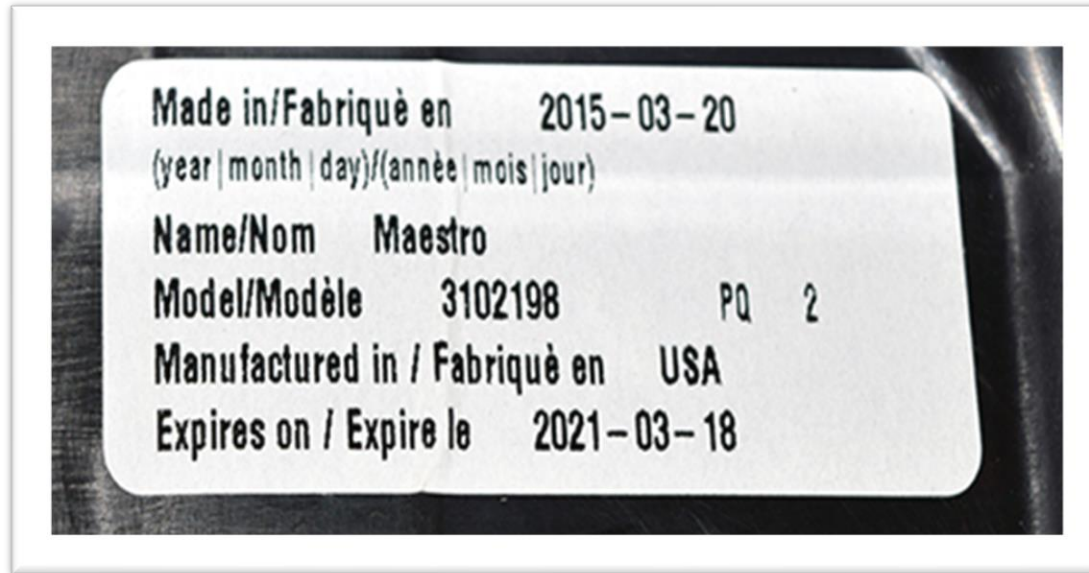 Made in/Fabriquè en 2015-03-20
(year|month|day)/(annèe|mois|jour)
Name/Nom Maestro
Model/Modèle 3102198 PQ 2
Manufactured in / Fabriquè en USA
Expires on / Expire le 2021-03-18